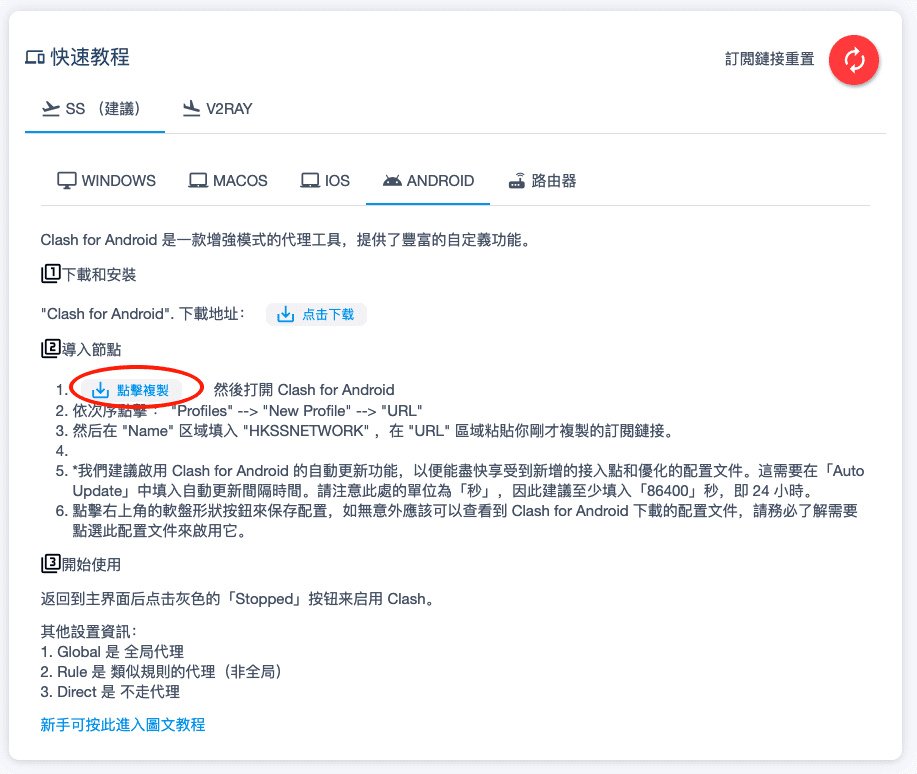 快速教程
訂閱鏈接重置
SS （建議） V2RAY
WINDOWS MACOS IOS ANDROID 路由器
Clash for Android 是一款增強模式的代理工具，提供了豐富的自定義功能。
1下載和安裝
"Clash for Android". 下載地址： 点击下载
2導入節點
1. 點擊複製 然後打開 Clash for Android
2. 依次序點擊： "Profiles" --> "New Profile" --> "URL"
3. 然后在 "Name" 区域填入 "HKSSNETWORK" ，在 "URL" 區域粘貼你剛才複製的訂閱鏈接。
4.
5. *我們建議啟用 Clash for Android 的自動更新功能，以便能盡快享受到新增的接入點和優化的配置文件。這需要在「Auto
Update」中填入自動更新間隔時間。請注意此處的單位為「秒」，因此建議至少填入「86400」秒，即 24 小時。
6. 點擊右上角的軟盤形狀按鈕來保存配置，如無意外應該可以查看到 Clash for Android 下載的配置文件，請務必了解需要
點選此配置文件來啟用它。
3開始使用
返回到主界面后点击灰色的「Stopped」按钮来启用 Clash。
其他設置資訊：
1. Global 是 全局代理
2. Rule 是 類似規則的代理（非全局）
3. Direct 是 不走代理
新手可按此進入圖文教程